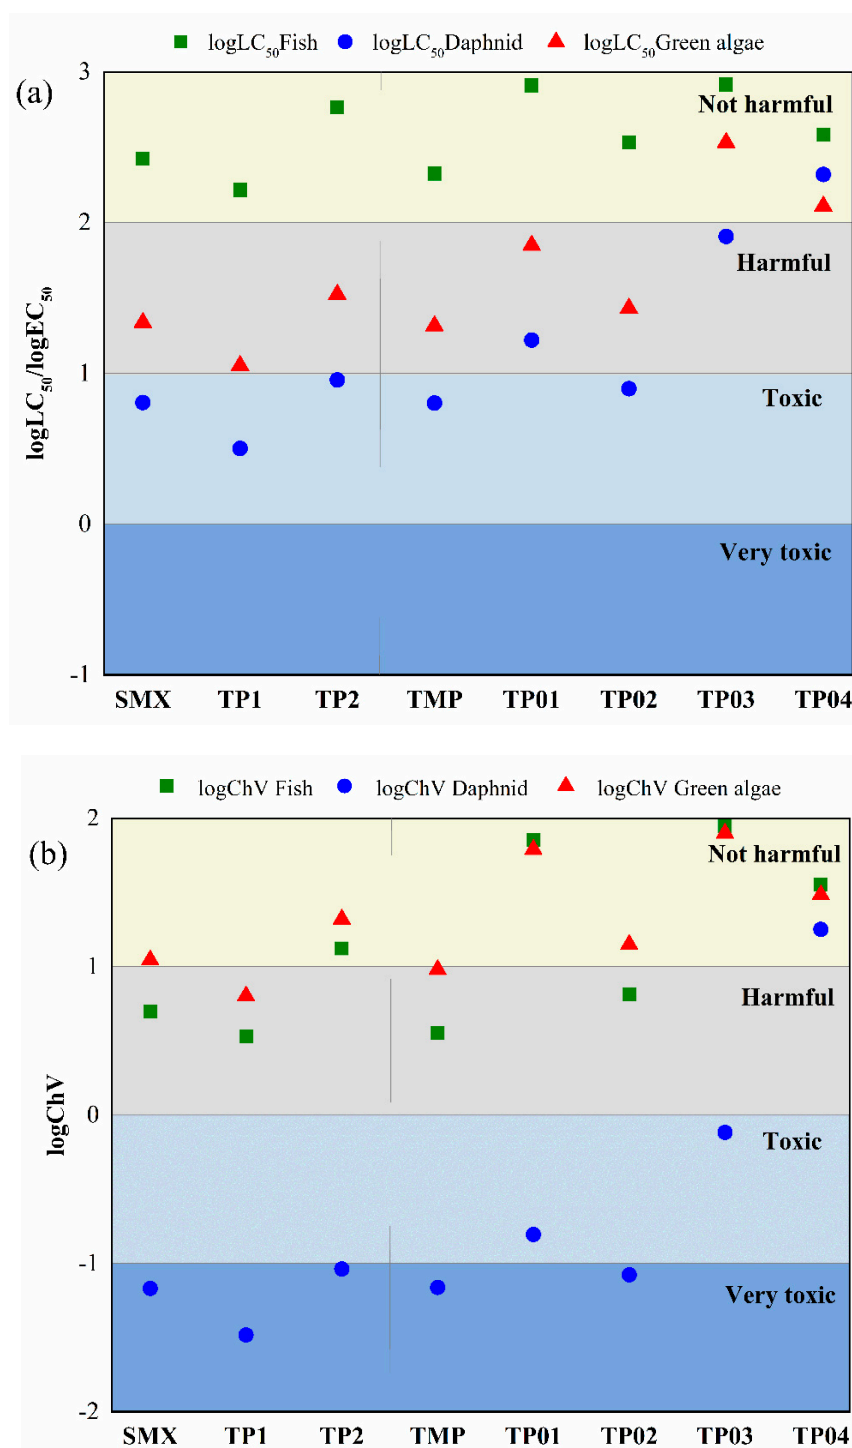 logLC50Fish logLC50Daphnid logLC50Green algae
(a)
3
Not harmful
2
Harmful
1
Toxic
0
Very toxic
-1
logLC50/logEC50
SMX TP1 TP2 TMP TP01 TP02 TP03 TP04
logChV Fish logChV Daphnid logChV Green algae
(b)
2
Not harmful
1
Harmful
0
Toxic
-1
Very toxic
-2
logChV
SMX TP1 TP2 TMP TP01 TP02 TP03 TP04